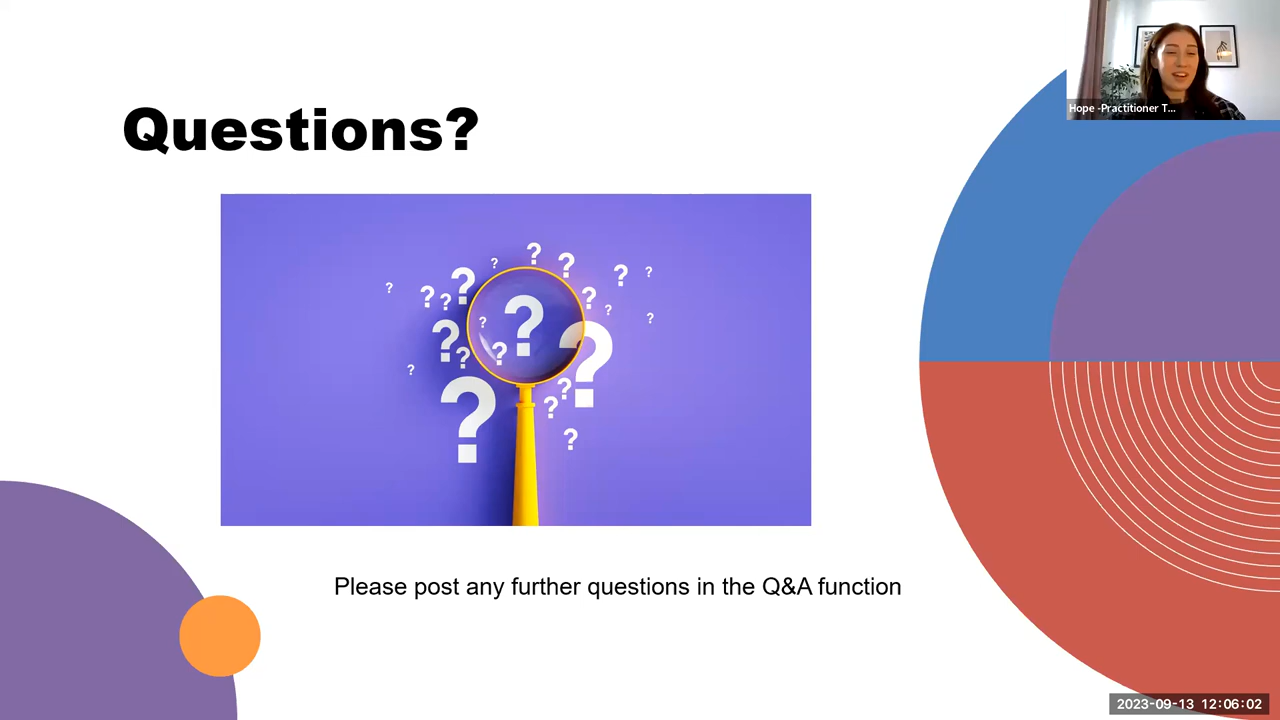 Questions?
Hope -Practitioner T...
? ? ? ? ? ? ? ? ? ? ? ? ? ? ? ? ? ? ? ? ? ? ? ?
Please post any further questions in the Q&A function
2023-09-13 12:06:02